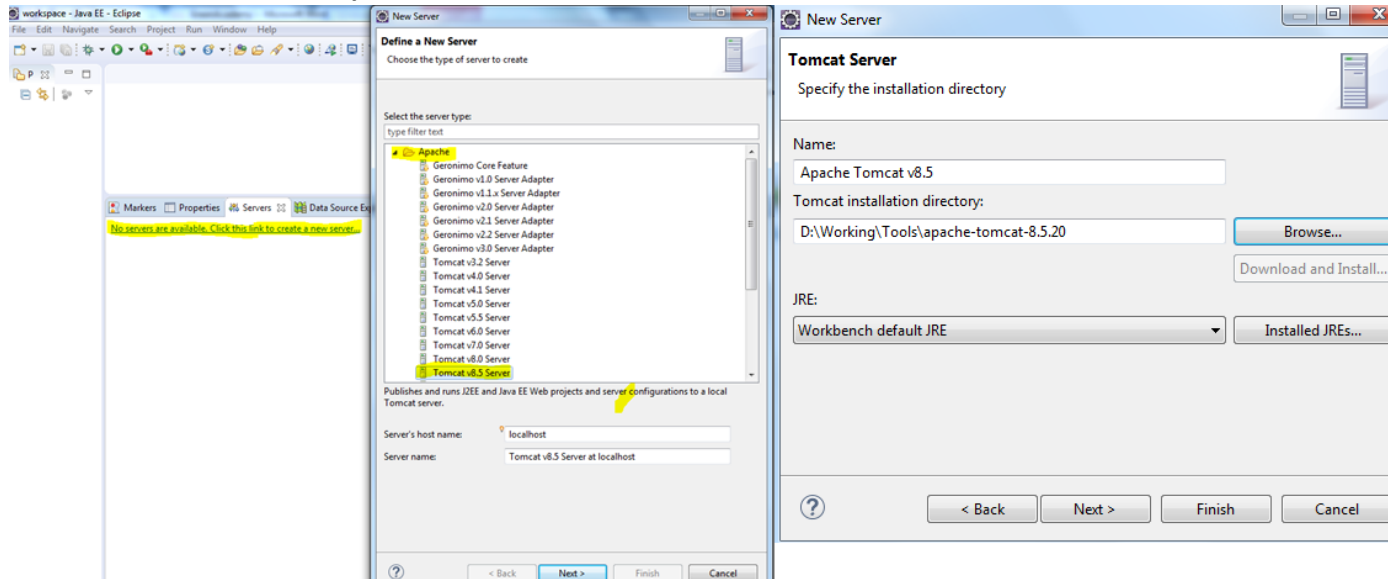 workspace - Java EE - Eclipse
File Edit Navigate Search Project Run Window Help
P
Markers Properties Servers Data Source Ex
No servers are available. Click this link to create a new server...
New Server
Define a New Server
Choose the type of server to create
Select the server type:
type filter text
Apache
Geronimo Core Feature
Geronimo v1.0 Server Adapter
Geronimo v1.1.x Server Adapter
Geronimo v2.0 Server Adapter
Geronimo v2.1 Server Adapter
Geronimo v2.2 Server Adapter
Geronimo v3.0 Server Adapter
Tomcat v3.2 Server
Tomcat v4.0 Server
Tomcat v4.1 Server
Tomcat v5.0 Server
Tomcat v5.5 Server
Tomcat v6.0 Server
Tomcat v7.0 Server
Tomcat v8.0 Server
Tomcat v8.5 Server
Publishes and runs J2EE and Java EE Web projects and server configurations to a local
Tomcat server.
Server's host name: localhost
Server name: Tomcat v8.5 Server at localhost
< Back Next > Finish Cancel
New Server
Tomcat Server
Specify the installation directory
Name:
Apache Tomcat v8.5
Tomcat installation directory:
D:\Working\Tools\apache-tomcat-8.5.20 Browse...
Download and Install...
JRE:
Workbench default JRE Installed JREs...
< Back Next > Finish Cancel